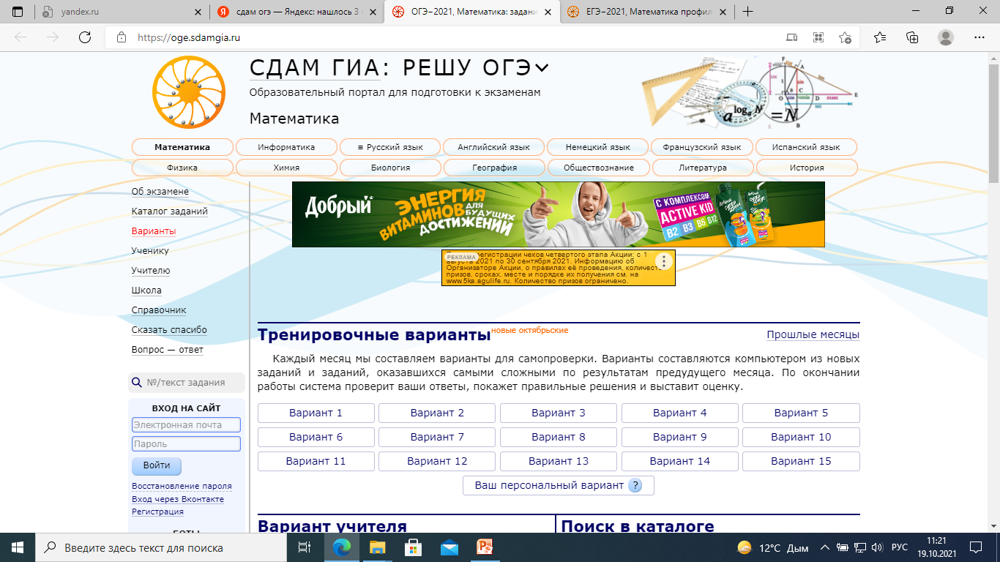 yandex.ru
сдам огэ — Яндекс: нашлось 3
ОГЭ–2021, Математика: задани
ЕГЭ–2021, Математика профил
https://oge.sdamgia.ru
СДАМ ГИА: РЕШУ ОГЭ
Образовательный портал для подготовки к экзаменам
Математика
Математика
Информатика
≡ Русский язык
Английский язык
Немецкий язык
Французский язык
Испанский язык
Физика
Химия
Биология
География
Обществознание
Литература
История
Об экзамене
Каталог заданий
Варианты
Ученику
Учителю
Школа
Справочник
Сказать спасибо
Вопрос — ответ
№/текст задания
ВХОД НА САЙТ
Электронная почта
Пароль
Войти
Восстановление пароля
Вход через Вконтакте
Регистрация
Добрый
ЭНЕРГИЯ
ВИТАМИНОВ
ДЛЯ
БУДУЩИХ
ДОСТИЖЕНИЙ
С КОМПЛЕКСОМ
ACTIVE KID
B2 B3 B6 B12
РЕКЛАМА
регистрации чеков четвертого этапа Акции: с 1
августа 2021 по 30 сентября 2021. Информацию об
Организаторе Акции, о правилах её проведения, количеств
призов, сроках, месте и порядке их получения см. на
www.5ka.agulife.ru. Количество призов ограничено.
Тренировочные варианты новые октябрьские
Прошлые месяцы
Каждый месяц мы составляем варианты для самопроверки. Варианты составляются компьютером из новых
заданий и заданий, оказавшихся самыми сложными по результатам предудущего месяца. По окончании
работы система проверит ваши ответы, покажет правильные решения и выставит оценку.
Вариант 1
Вариант 2
Вариант 3
Вариант 4
Вариант 5
Вариант 6
Вариант 7
Вариант 8
Вариант 9
Вариант 10
Вариант 11
Вариант 12
Вариант 13
Вариант 14
Вариант 15
Ваш персональный вариант ?
Вариант учителя
Поиск в каталоге
Введите здесь текст для поиска
12°C Дым
РУС
11:21
19.10.2021